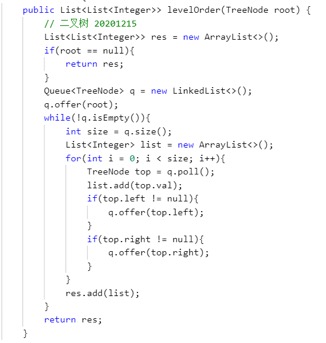 public List<List<Integer>> levelOrder(TreeNode root) {
    // 二叉树 20201215
    List<List<Integer>> res = new ArrayList<>();
    if(root == null){
        return res;
    }
    Queue<TreeNode> q = new LinkedList<>();
    q.offer(root);
    while(!q.isEmpty()){
        int size = q.size();
        List<Integer> list = new ArrayList<>();
        for(int i = 0; i < size; i++){
            TreeNode top = q.poll();
            list.add(top.val);
            if(top.left != null){
                q.offer(top.left);
            }
            if(top.right != null){
                q.offer(top.right);
            }
        }
        res.add(list);
    }
    return res;
}